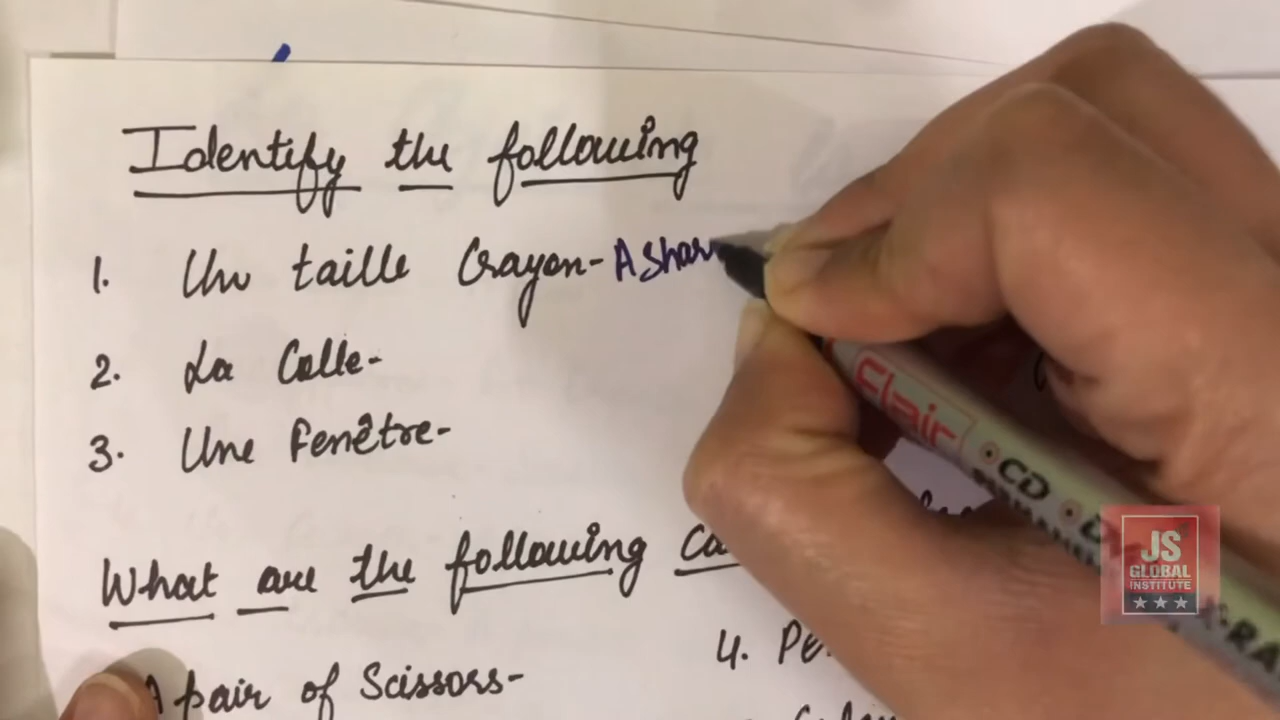 Identify the following
1. Un taille Crayon- A shar
2. La Colle-
3. Une Fenêtre-
What are the following Ca
A pair of Scissors-
4. Pe
Flair
CD
JS
GLOBAL
INSTITUTE